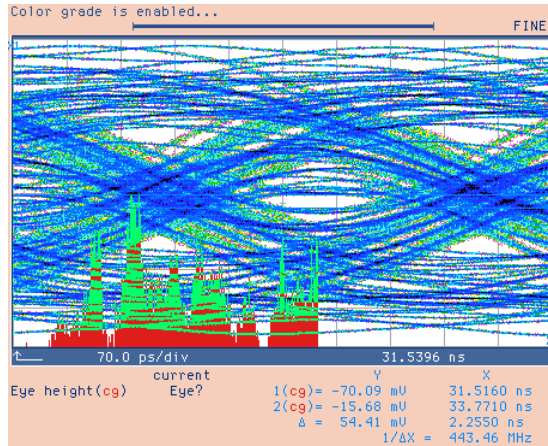 Color grade is enabled...
FINE
70.0 ps/div 31.5396 ns
current Y X
Eye height(cg) Eye? 1(cg)= -70.09 mV 31.5160 ns
2(cg)= -15.68 mV 33.7710 ns
Δ = 54.41 mV 2.2550 ns
1/ΔX = 443.46 MHz